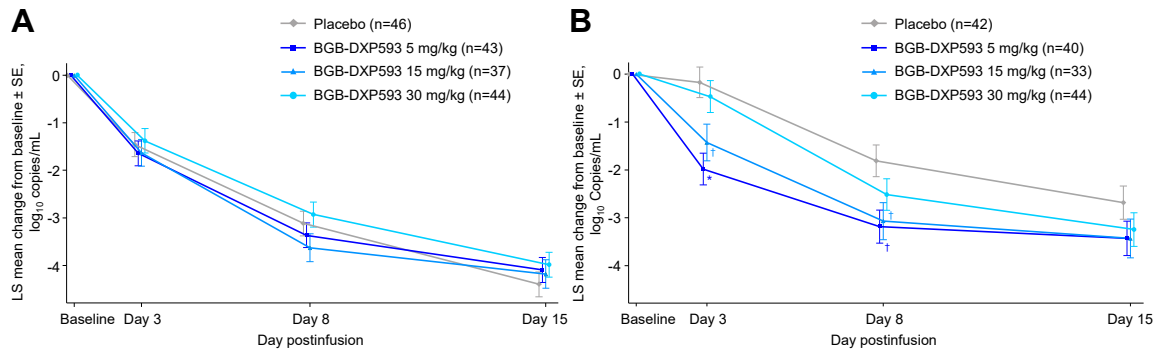 A
Placebo (n=46)
BGB-DXP593 5 mg/kg (n=43)
BGB-DXP593 15 mg/kg (n=37)
BGB-DXP593 30 mg/kg (n=44)
LS mean change from baseline ± SE,
log10 copies/mL
0
-1
-2
-3
-4
Baseline Day 3 Day 8 Day 15
Day postinfusion
B
Placebo (n=42)
BGB-DXP593 5 mg/kg (n=40)
BGB-DXP593 15 mg/kg (n=33)
BGB-DXP593 30 mg/kg (n=44)
LS mean change from baseline ± SE,
log10 Copies/mL
0
-1
-2
-3
-4
†
*
†
†
Baseline Day 3 Day 8 Day 15
Day postinfusion